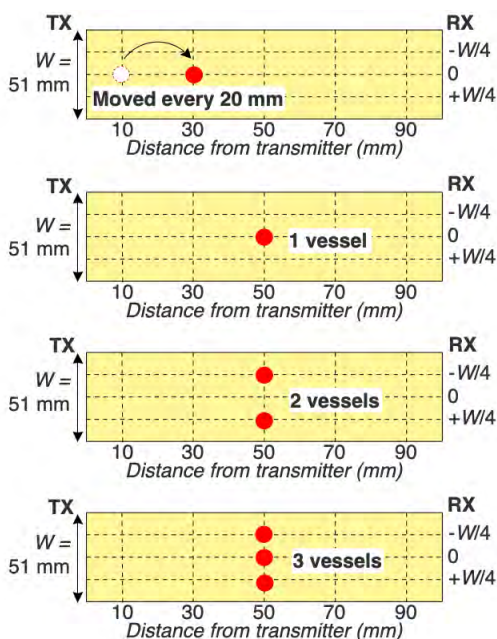 TX RX
W =
51 mm
-W/4
0
+W/4
Moved every 20 mm
10 30 50 70 90
Distance from transmitter (mm)
TX RX
W =
51 mm
-W/4
0
+W/4
1 vessel
10 30 50 70 90
Distance from transmitter (mm)
TX RX
W =
51 mm
-W/4
0
+W/4
2 vessels
10 30 50 70 90
Distance from transmitter (mm)
TX RX
W =
51 mm
-W/4
0
+W/4
3 vessels
10 30 50 70 90
Distance from transmitter (mm)